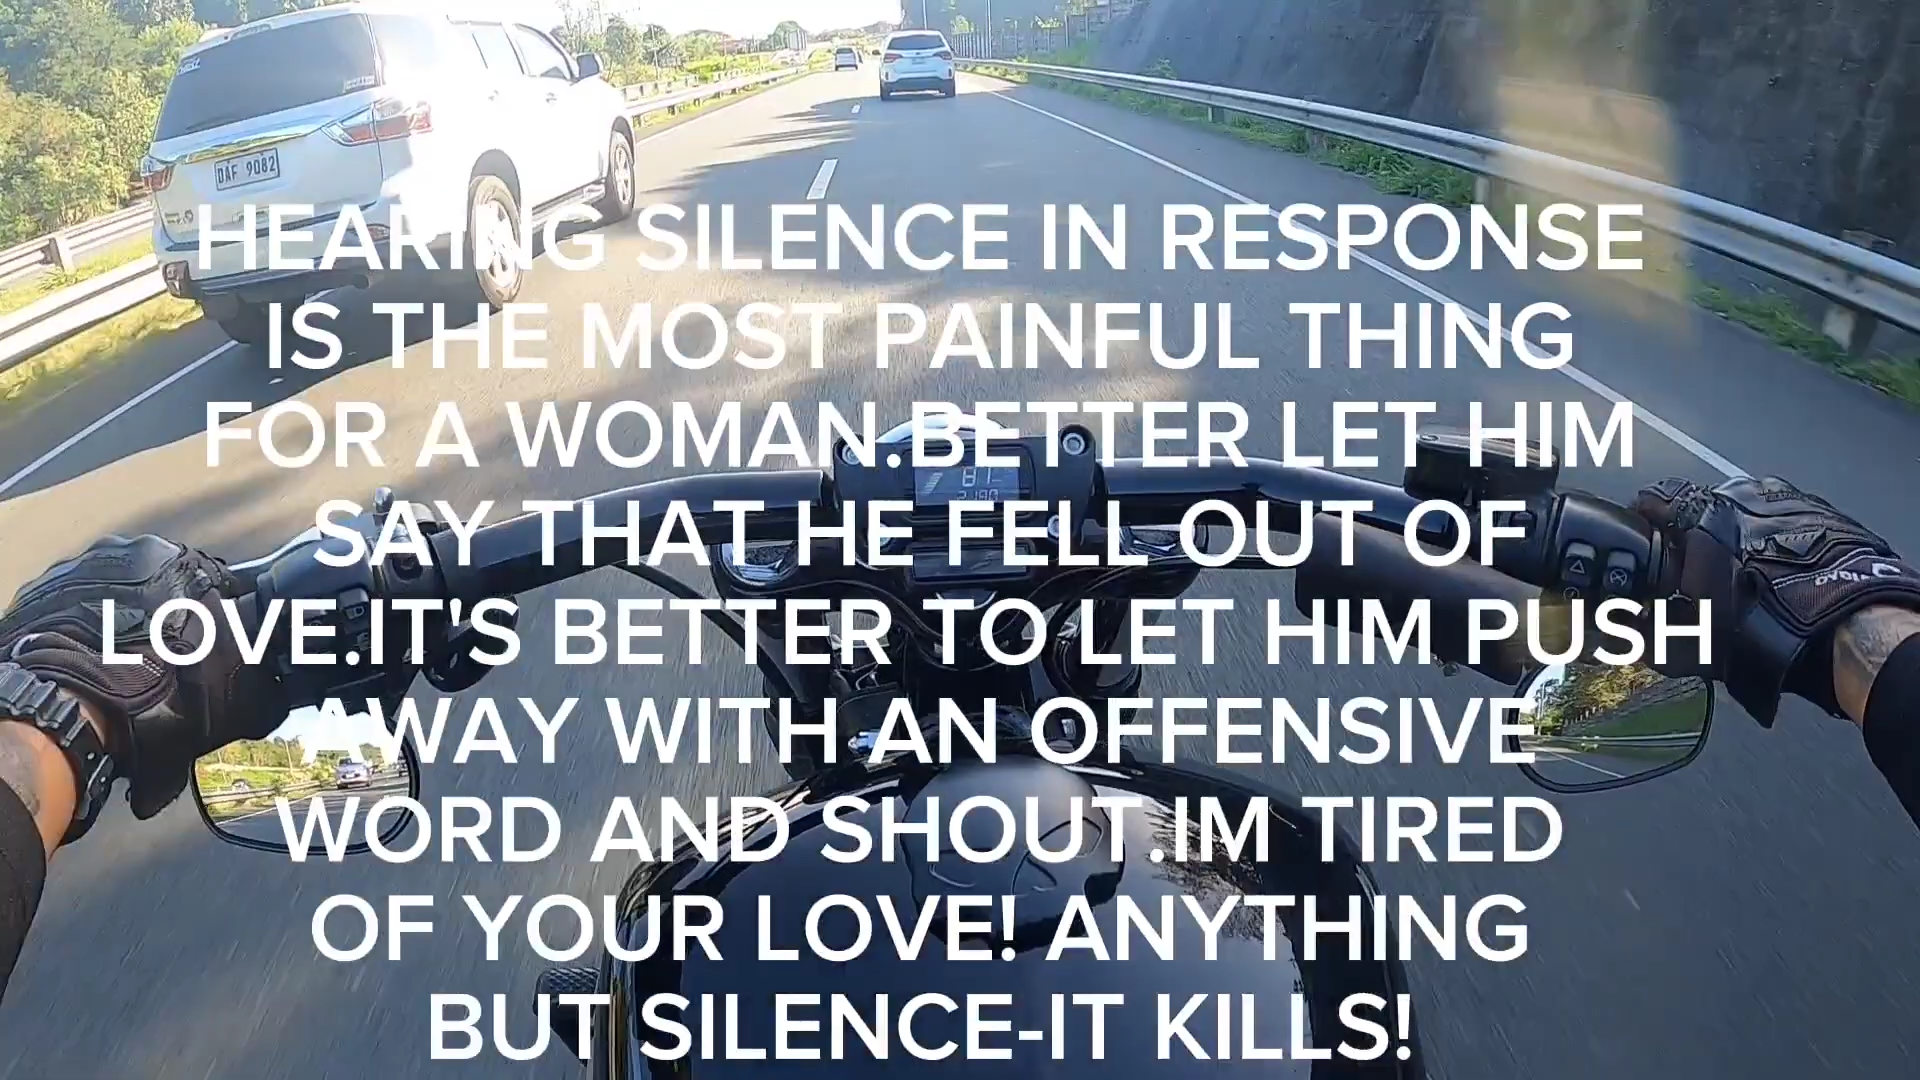 DAF 9082
HEARING SILENCE IN RESPONSE
IS THE MOST PAINFUL THING
FOR A WOMAN.BETTER LET HIM
SAY THAT HE FELL OUT OF
LOVE.IT'S BETTER TO LET HIM PUSH
AWAY WITH AN OFFENSIVE
WORD AND SHOUT.IM TIRED
OF YOUR LOVE! ANYTHING
BUT SILENCE-IT KILLS!